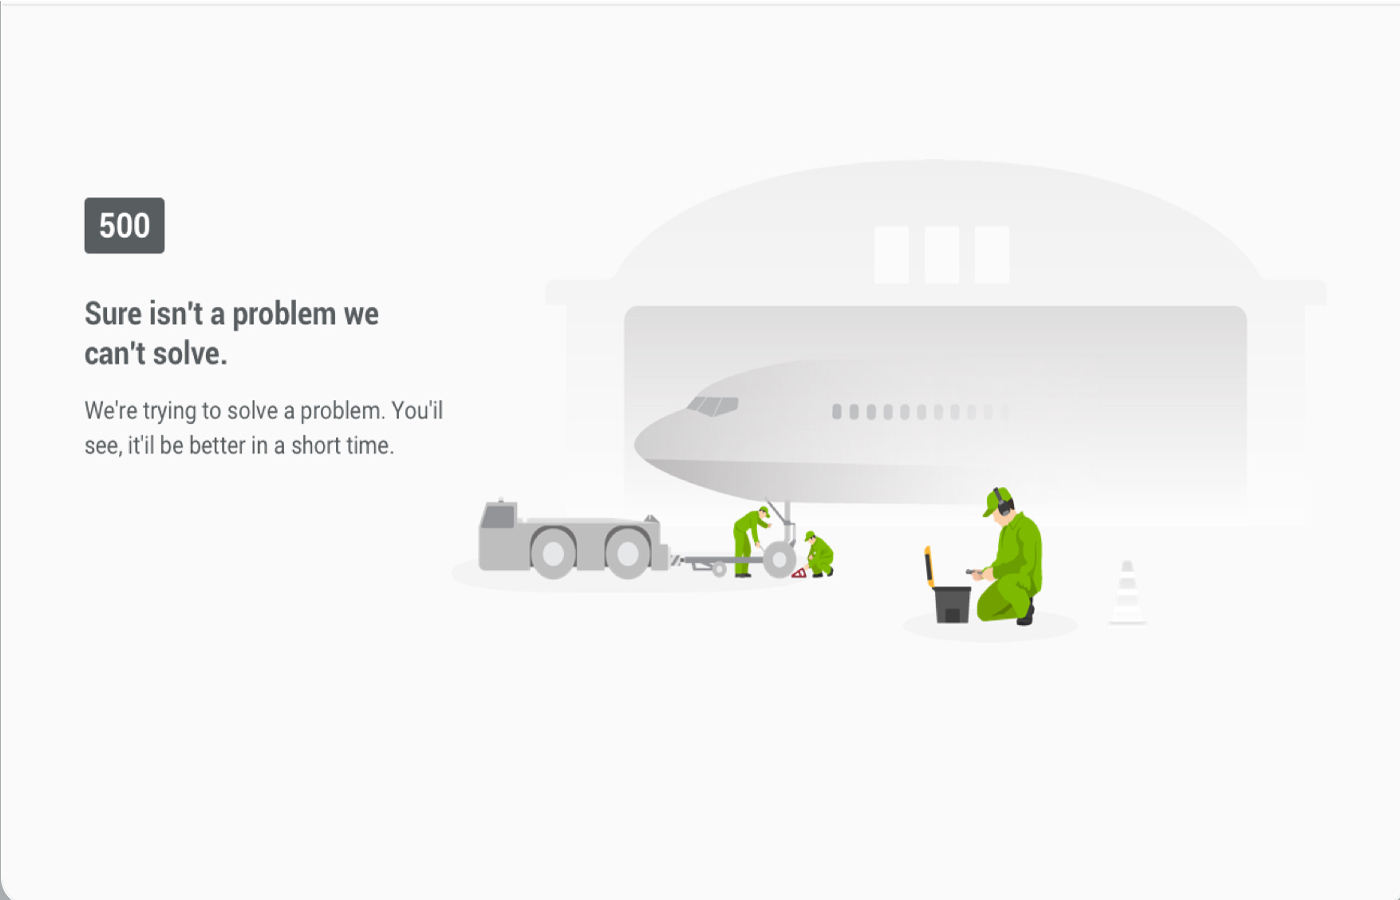 500
Sure isn't a problem we
can't solve.
We're trying to solve a problem. You'il
see, it'il be better in a short time.